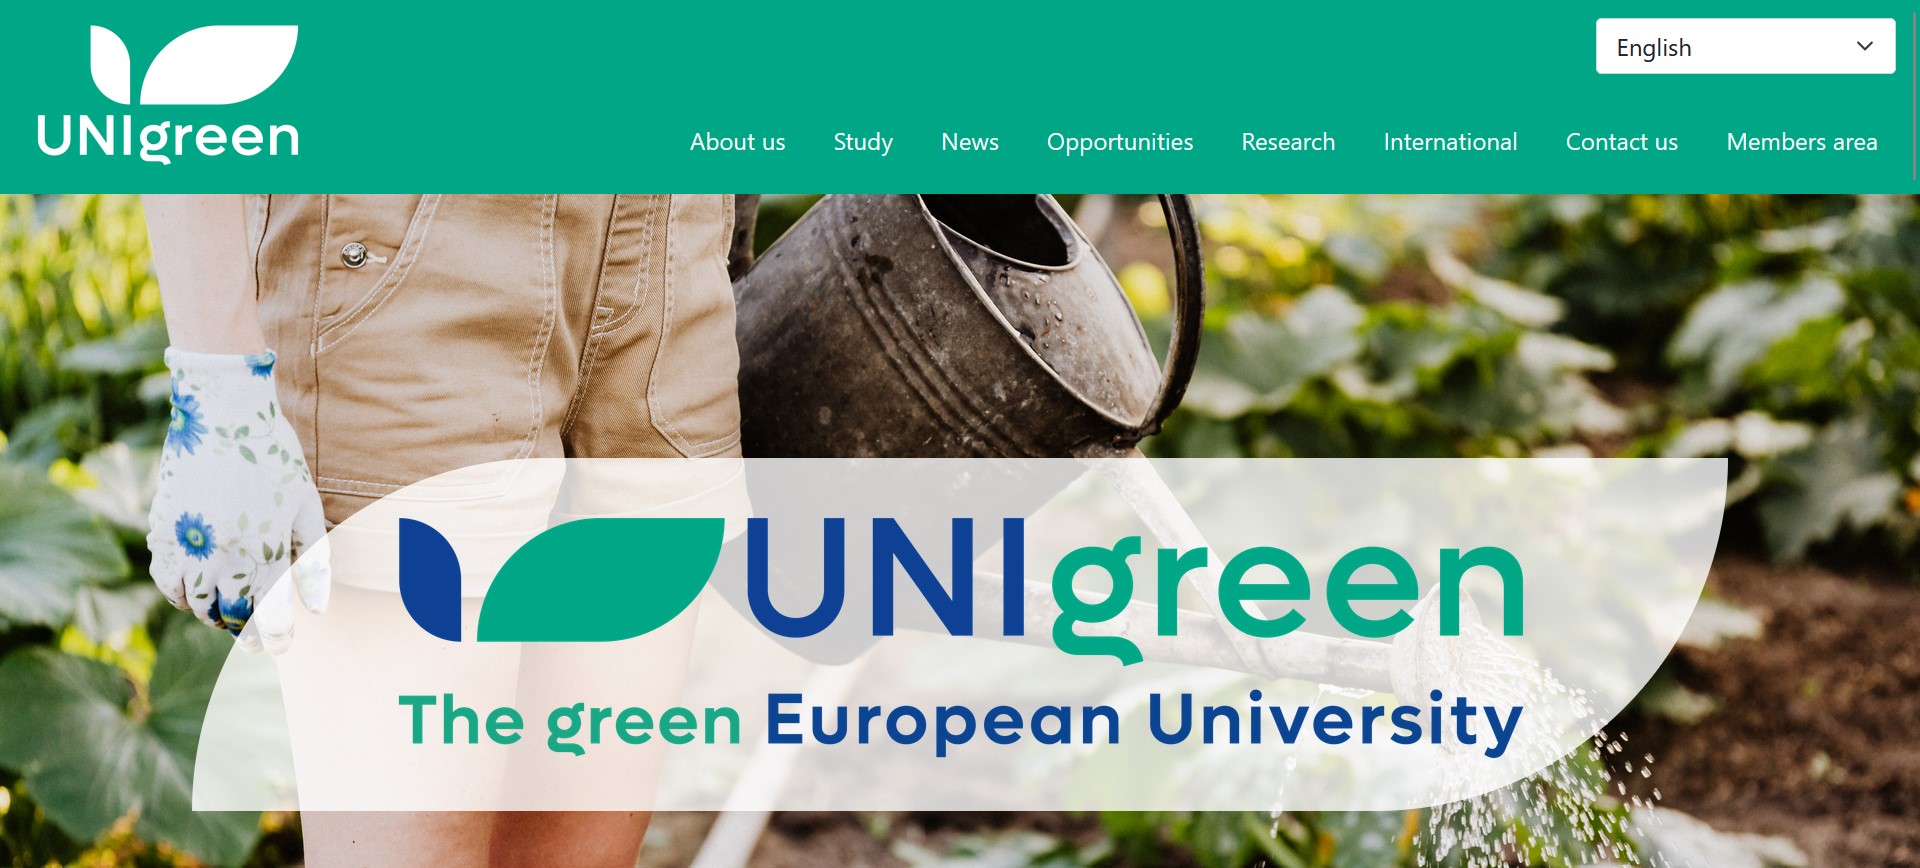 English
UNIgreen
About us Study News Opportunities Research International Contact us Members area
UNIgreen
The green European University